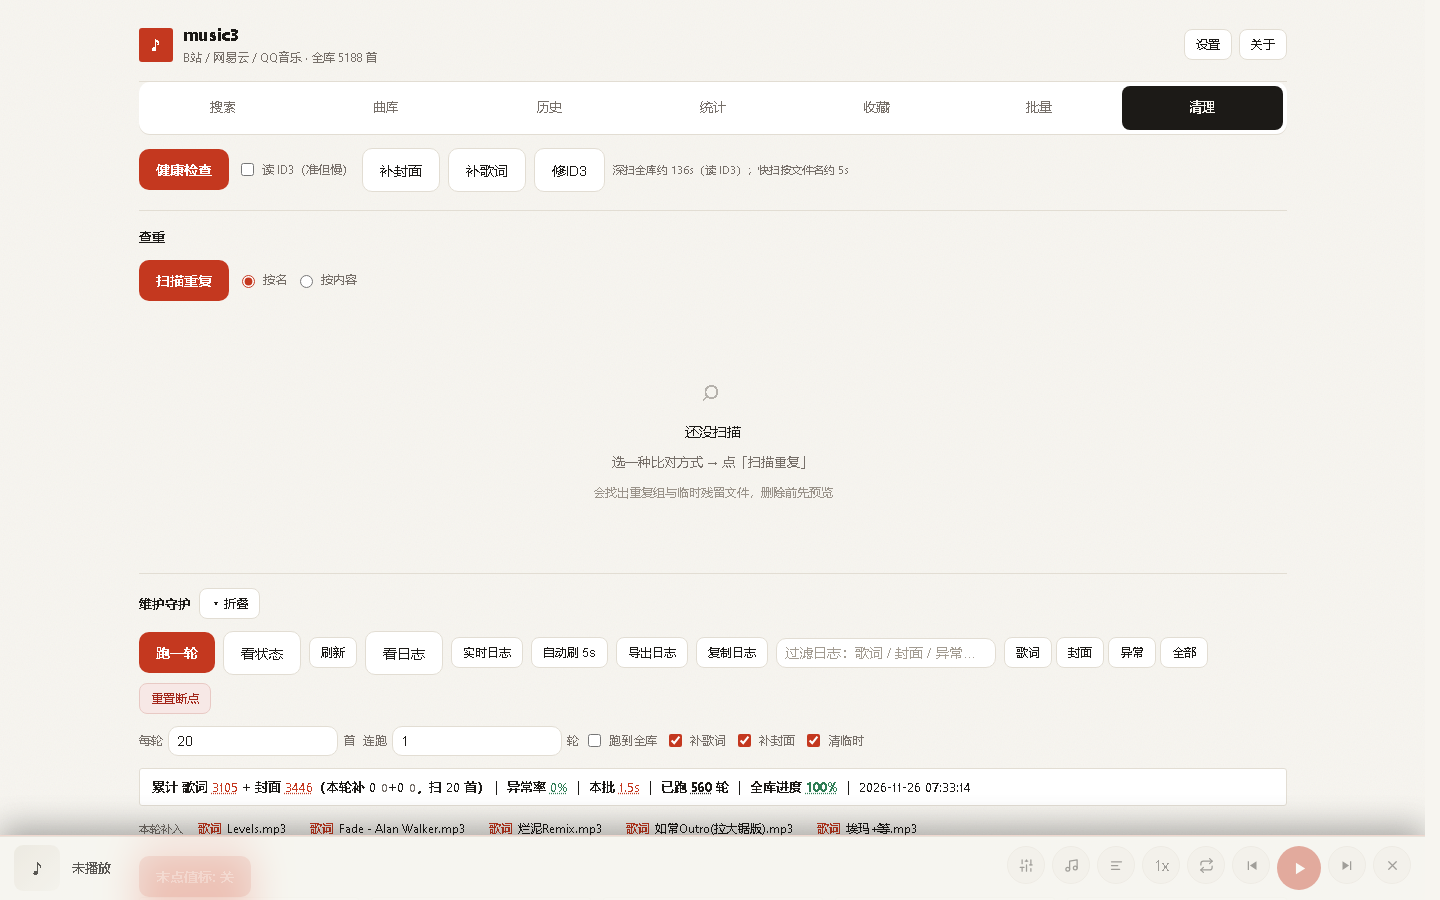 music3
B站 / 网易云 / QQ音乐 · 全库 5188 首
设置 关于
搜索 曲库 历史 统计 收藏 批量 清理
健康检查 读 ID3（准但慢） 补封面 补歌词 修ID3 深扫全库约 136s（读 ID3）；快扫按文件名约 5s
查重
扫描重复 按名 按内容
还没扫描
选一种比对方式 → 点「扫描重复」
会找出重复组与临时残留文件，删除前先预览
维护守护 ▾ 折叠
跑一轮 看状态 刷新 看日志 实时日志 自动刷 5s 导出日志 复制日志 过滤日志：歌词 / 封面 / 异常… 歌词 封面 异常 全部
重置断点
每轮 20 首 连跑 1 轮 跑到全库 补歌词 补封面 清临时
累计 歌词 3105 + 封面 3446（本轮补 0 0+0 0，扫 20 首） | 异常率 0% | 本批 1.5s | 已跑 560 轮 | 全库进度 100% | 2026-11-26 07:33:14
本轮补入 歌词 Levels.mp3 歌词 Fade - Alan Walker.mp3 歌词 烂泥Remix.mp3 歌词 如常Outro(拉大锯版).mp3 歌词 埃玛+等.mp3
未播放 1x